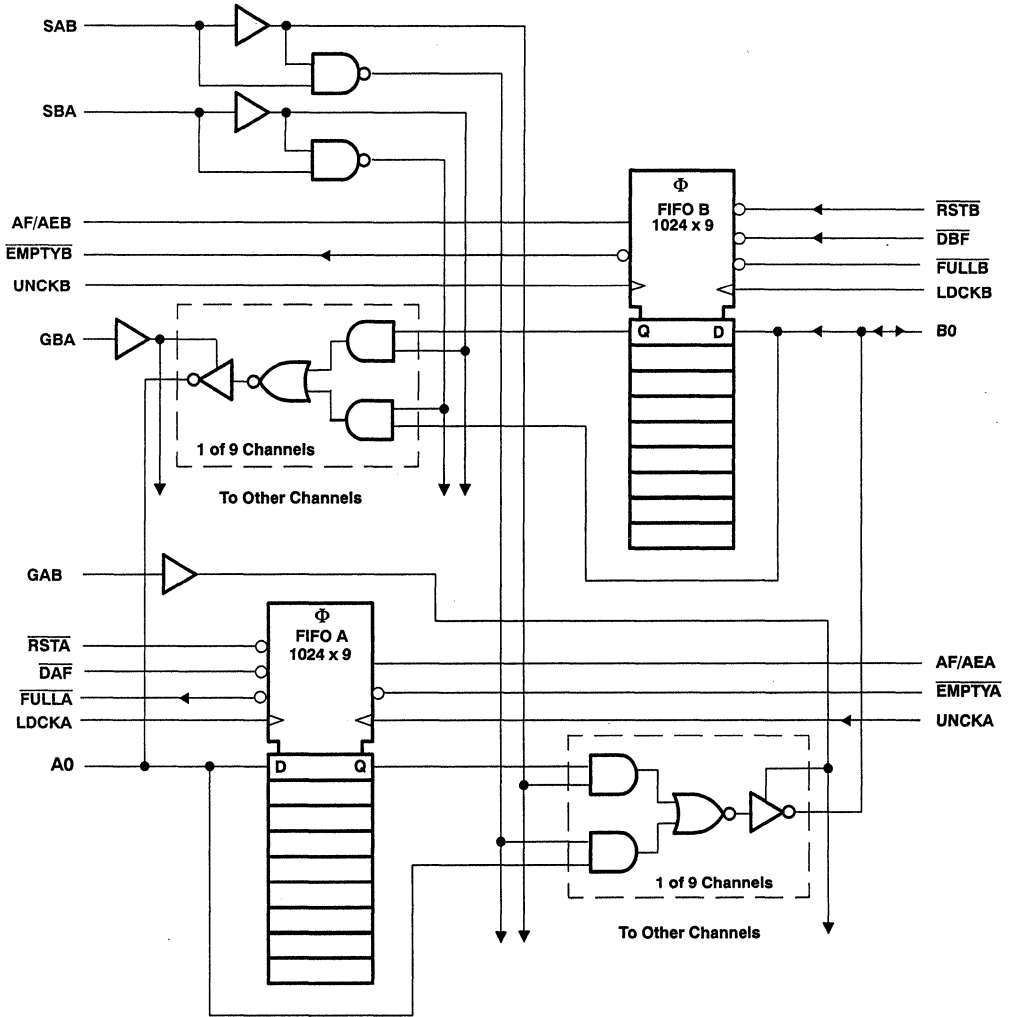 SAB
SBA
AF/AEB
EMPTYB
UNCKB
Φ
FIFO B
1024 x 9
RSTB
DBF
FULLB
LDCKB
GBA
Q
D
B0
1 of 9 Channels
To Other Channels
GAB
Φ
FIFO A
1024 x 9
RSTA
DAF
FULLA
LDCKA
AF/AEA
EMPTYA
UNCKA
A0
D
Q
1 of 9 Channels
To Other Channels